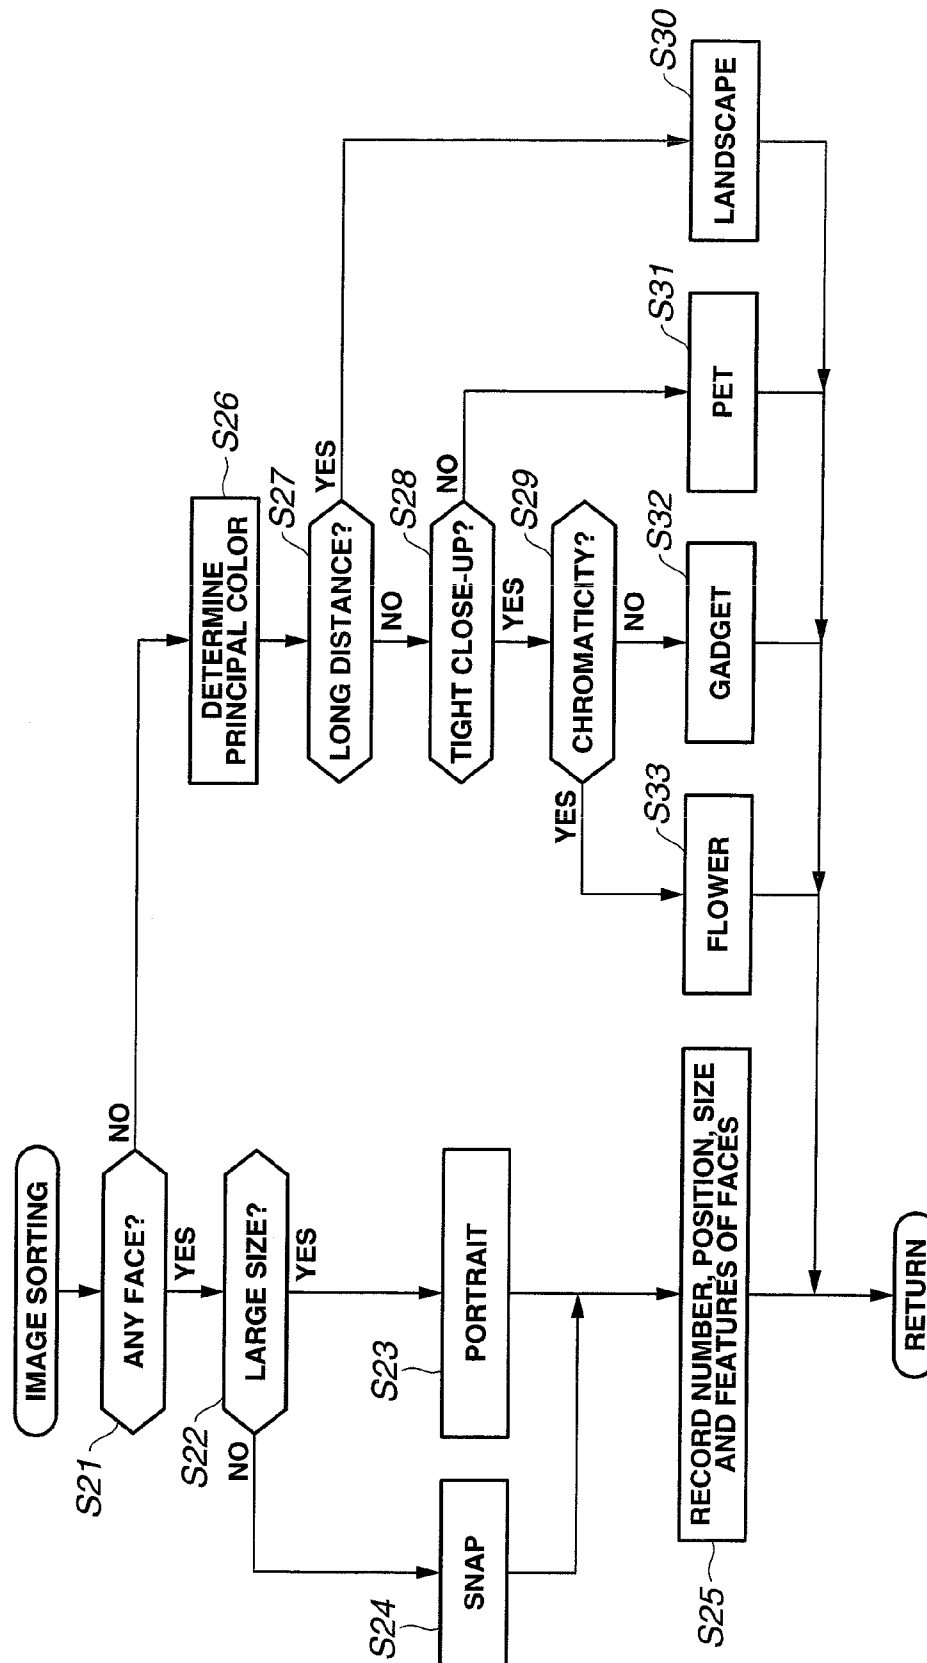 IMAGE SORTING
S21
ANY FACE?
NO
YES
S22
LARGE SIZE?
NO
YES
S24
SNAP
S23
PORTRAIT
S25
RECORD NUMBER, POSITION, SIZE
AND FEATURES OF FACES
RETURN
S26
DETERMINE
PRINCIPAL COLOR
S27
LONG DISTANCE?
YES
NO
S28
TIGHT CLOSE-UP?
NO
YES
S29
CHROMATICITY?
YES
NO
S33
FLOWER
S32
GADGET
S31
PET
S30
LANDSCAPE